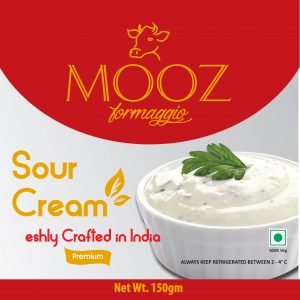 MOOZ
formaggio
Sour
Cream
eshly Crafted in India
Premium
100% Veg
ALWAYS KEEP REFRIGERATED BETWEEN 2 - 4° C
Net Wt. 150gm